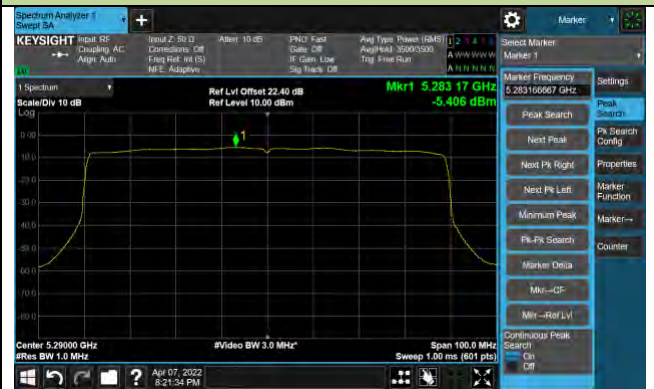 Spectrum Analyzer 1
Swept SA
+
Marker
KEYSIGHT Input: RF
Coupling: AC
Align: Auto
Input Z: 50 Ω
Corrections: Off
Freq Ref: Int (S)
NFE: Adaptive
Atten: 10 dB
PNO: Fast
Gate: Off
IF Gain: Low
Sig Track: Off
Avg Type: Power (RMS)
Avg|Hold: 3500/3500
Trig: Free Run
1 2 3 4 5 6
A W W W W W
A N N N N N
Select Marker
Marker 1
1 Spectrum
Scale/Div 10 dB
Log
Ref Lvl Offset 22.40 dB
Ref Level 10.00 dBm
Mkr1 5.283 17 GHz
-5.406 dBm
1
0.00
-10.0
-20.0
-30.0
-40.0
-50.0
-60.0
-70.0
-80.0
Center 5.29000 GHz
#Res BW 1.0 MHz
#Video BW 3.0 MHz*
Span 100.0 MHz
Sweep 1.00 ms (601 pts)
Marker Frequency
5.283166667 GHz
Peak Search
Next Peak
Next Pk Right
Next Pk Left
Minimum Peak
Pk-Pk Search
Marker Delta
Mkr→CF
Mkr→Ref Lvl
Continuous Peak
Search
On
Off
Settings
Peak
Search
Pk Search
Config
Properties
Marker
Function
Marker→
Counter
?
Apr 07, 2022
8:21:34 PM